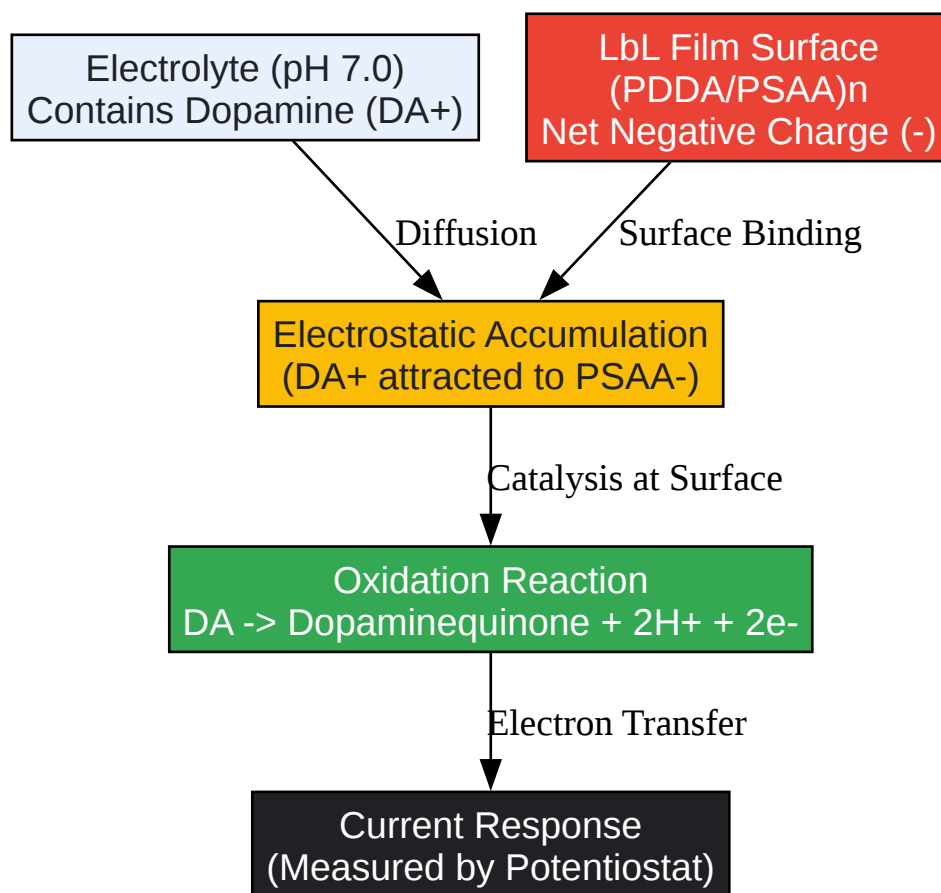 Electrolyte (pH 7.0)
Contains Dopamine (DA+)
LbL Film Surface
(PDDA/PSAA)n
Net Negative Charge (-)
Diffusion
Surface Binding
Electrostatic Accumulation
(DA+ attracted to PSAA-)
Catalysis at Surface
Oxidation Reaction
DA -> Dopaminequinone + 2H+ + 2e-
Electron Transfer
Current Response
(Measured by Potentiostat)